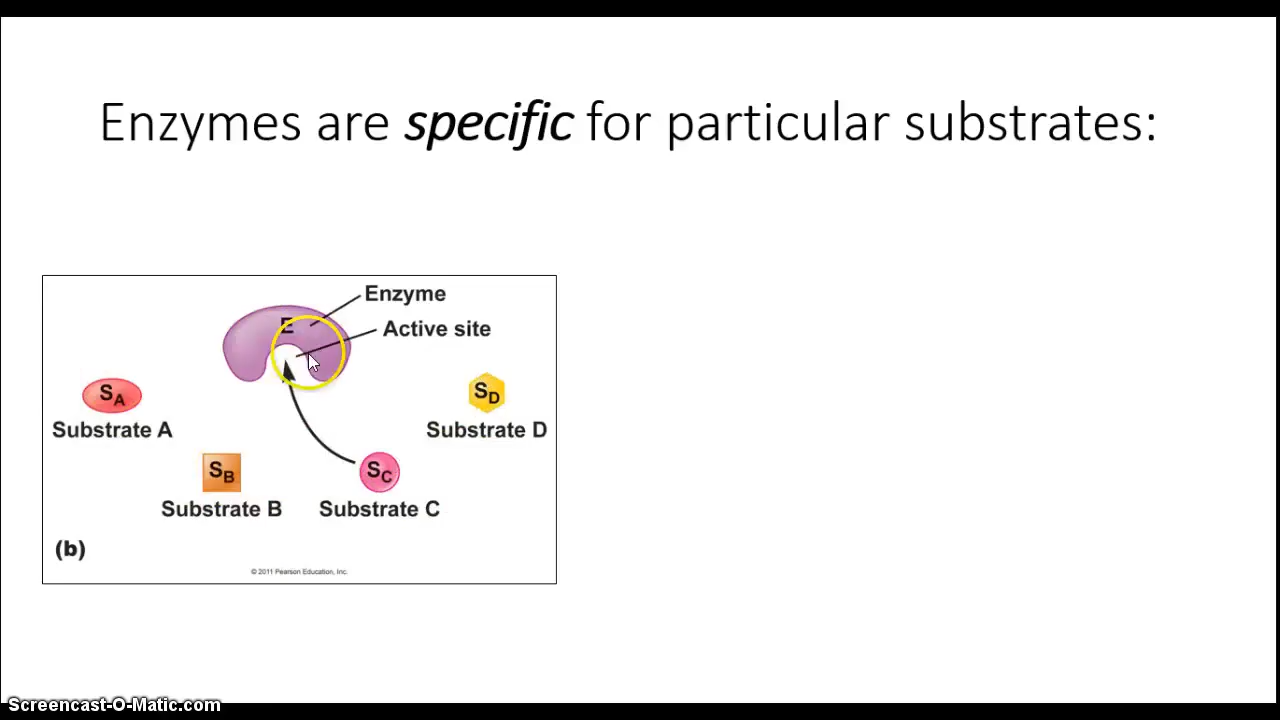 Enzymes are specific for particular substrates:
Enzyme
E
Active site
SA
Substrate A
SD
Substrate D
SB
Substrate B
SC
Substrate C
(b)
© 2011 Pearson Education, Inc.
Screencast-O-Matic.com